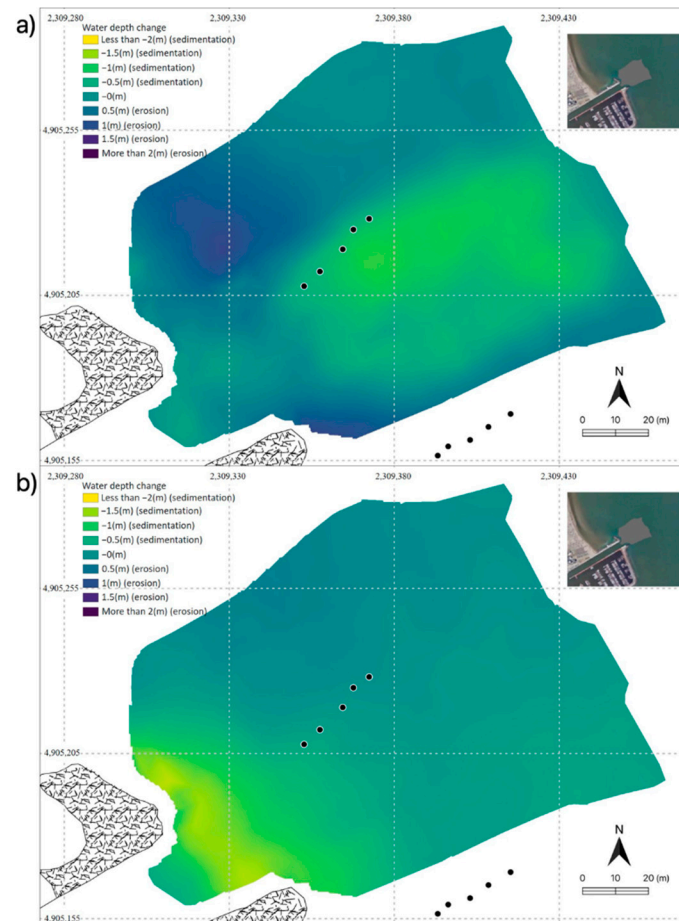 a)
2,309,280 2,309,330 2,309,380 2,309,430
Water depth change
Less than −2(m) (sedimentation)
−1.5(m) (sedimentation)
−1(m) (sedimentation)
−0.5(m) (sedimentation)
−0(m)
0.5(m) (erosion)
1(m) (erosion)
1.5(m) (erosion)
More than 2(m) (erosion)
4,905,255
4,905,205
N
0 10 20 (m)
4,905,155
b)
2,309,280 2,309,330 2,309,380 2,309,430
Water depth change
Less than −2(m) (sedimentation)
−1.5(m) (sedimentation)
−1(m) (sedimentation)
−0.5(m) (sedimentation)
−0(m)
0.5(m) (erosion)
1(m) (erosion)
1.5(m) (erosion)
More than 2(m) (erosion)
4,905,255
4,905,205
N
0 10 20 (m)
4,905,155